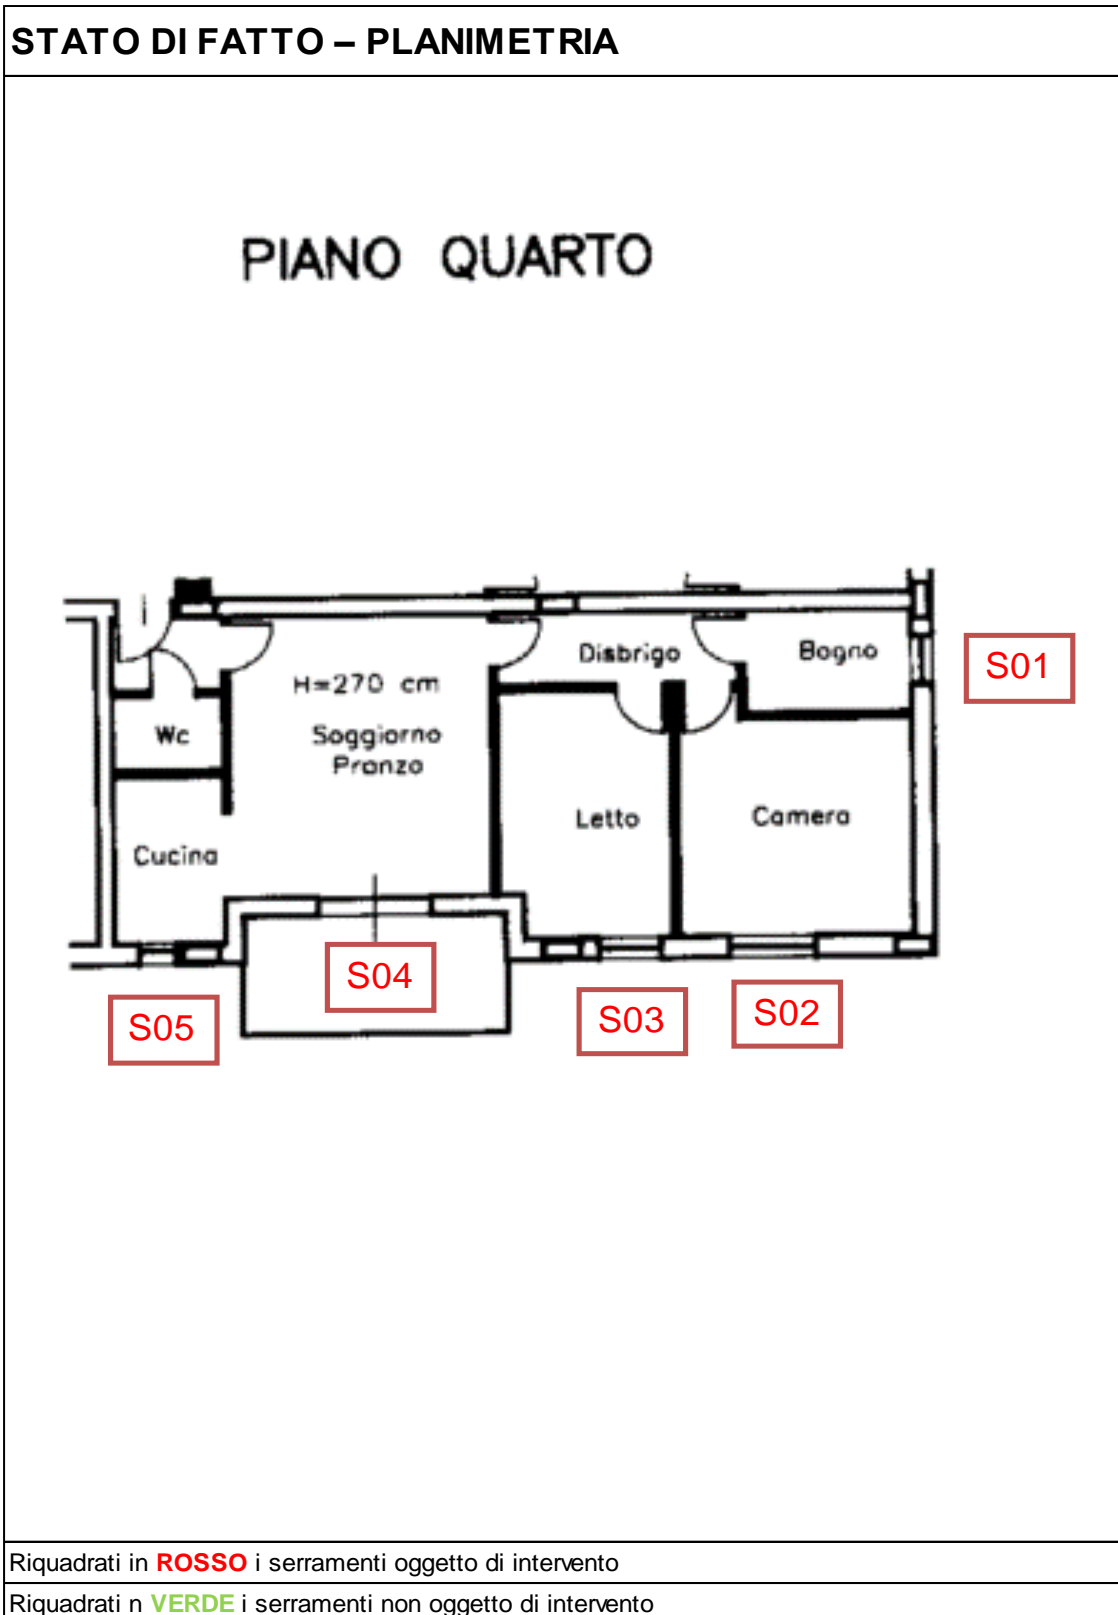 STATO DI FATTO – PLANIMETRIA
PIANO QUARTO
Disbrigo
Bagno
S01
H=270 cm
Wc
Soggiorno
Pranzo
Letto
Camera
Cucina
S04
S05
S03
S02
Riquadrati in ROSSO i serramenti oggetto di intervento
Riquadrati n VERDE i serramenti non oggetto di intervento